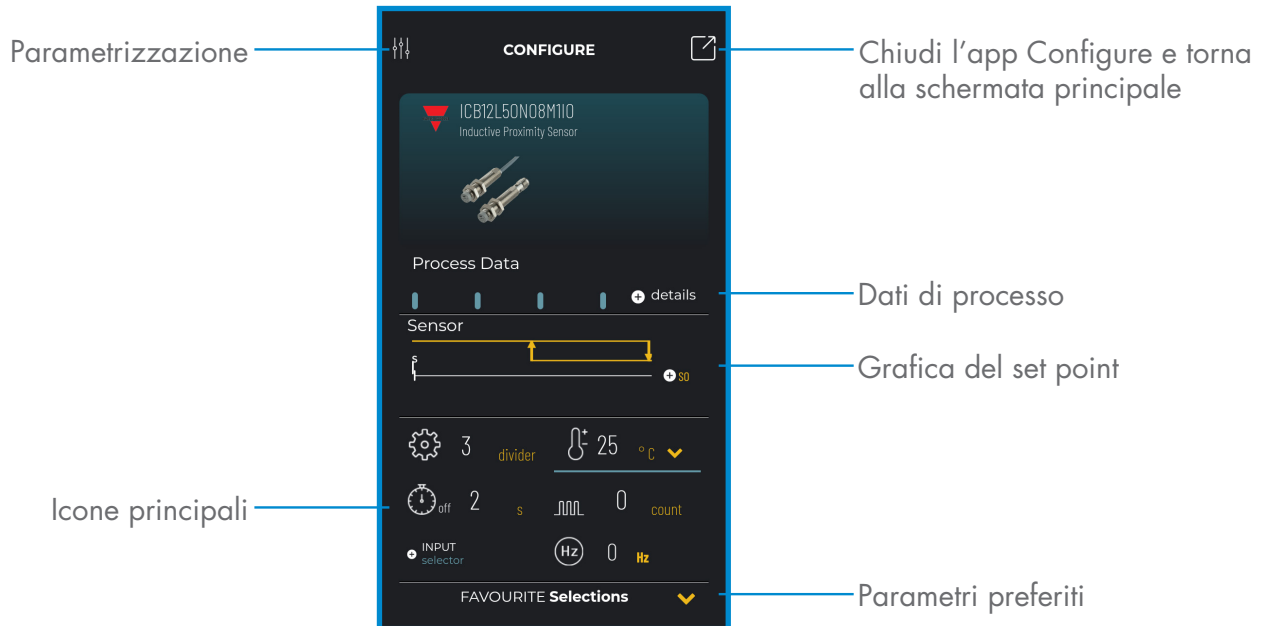 Parametrizzazione
CONFIGURE
Chiudi l'app Configure e torna
alla schermata principale
ICB12L50N08M1IO
Inductive Proximity Sensor
Process Data
details
Dati di processo
Sensor
s
so
Grafica del set point
3 divider
25 °C
Icone principali
off 2 s
0 count
INPUT
selector
Hz 0 Hz
FAVOURITE Selections
Parametri preferiti